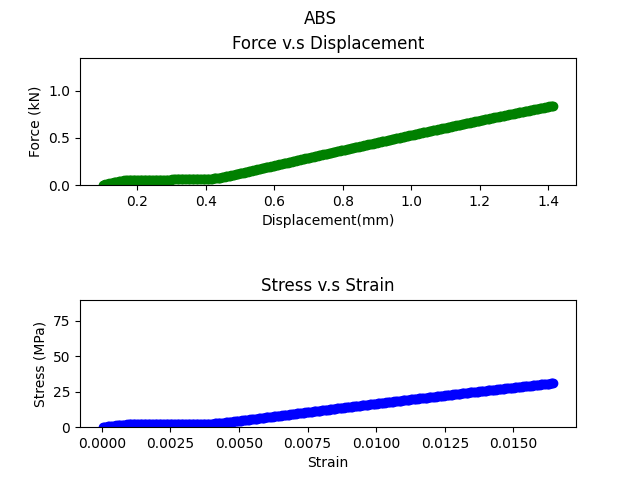 ABS
Force v.s Displacement
1.0
0.5
0.0
Force (kN)
0.2 0.4 0.6 0.8 1.0 1.2 1.4
Displacement(mm)
Stress v.s Strain
75
50
25
0
Stress (MPa)
0.0000 0.0025 0.0050 0.0075 0.0100 0.0125 0.0150
Strain